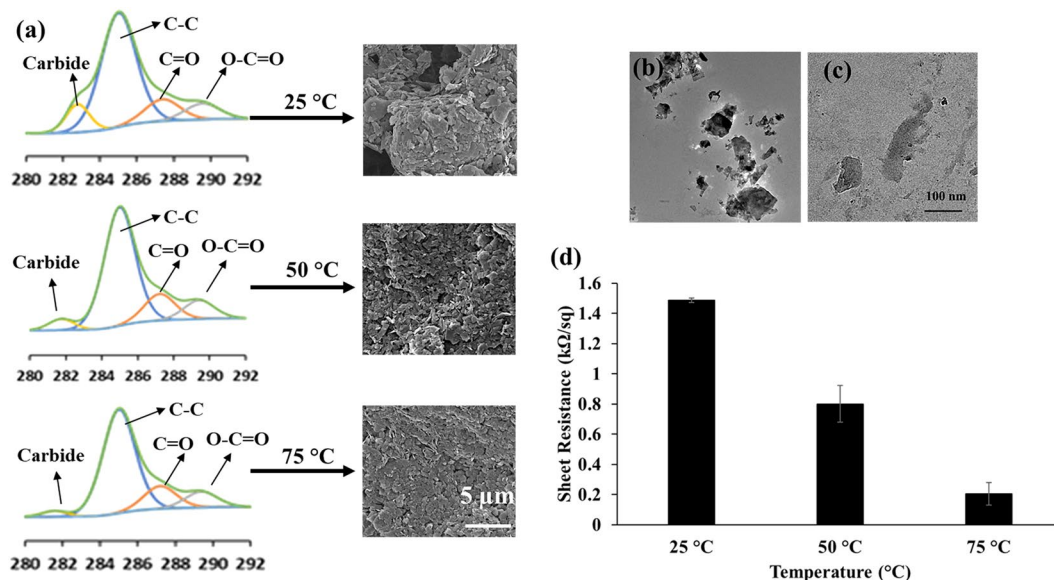 (a)
Carbide
C-C
C=O
O-C=O
280 282 284 286 288 290 292
25 °C
Carbide
C-C
C=O
O-C=O
280 282 284 286 288 290 292
50 °C
Carbide
C-C
C=O
O-C=O
280 282 284 286 288 290 292
75 °C
5 µm
(b)
(c)
100 nm
(d)
Sheet Resistance (kΩ/sq)
1.6
1.4
1.2
1
0.8
0.6
0.4
0.2
0
25 °C 50 °C 75 °C
Temperature (°C)